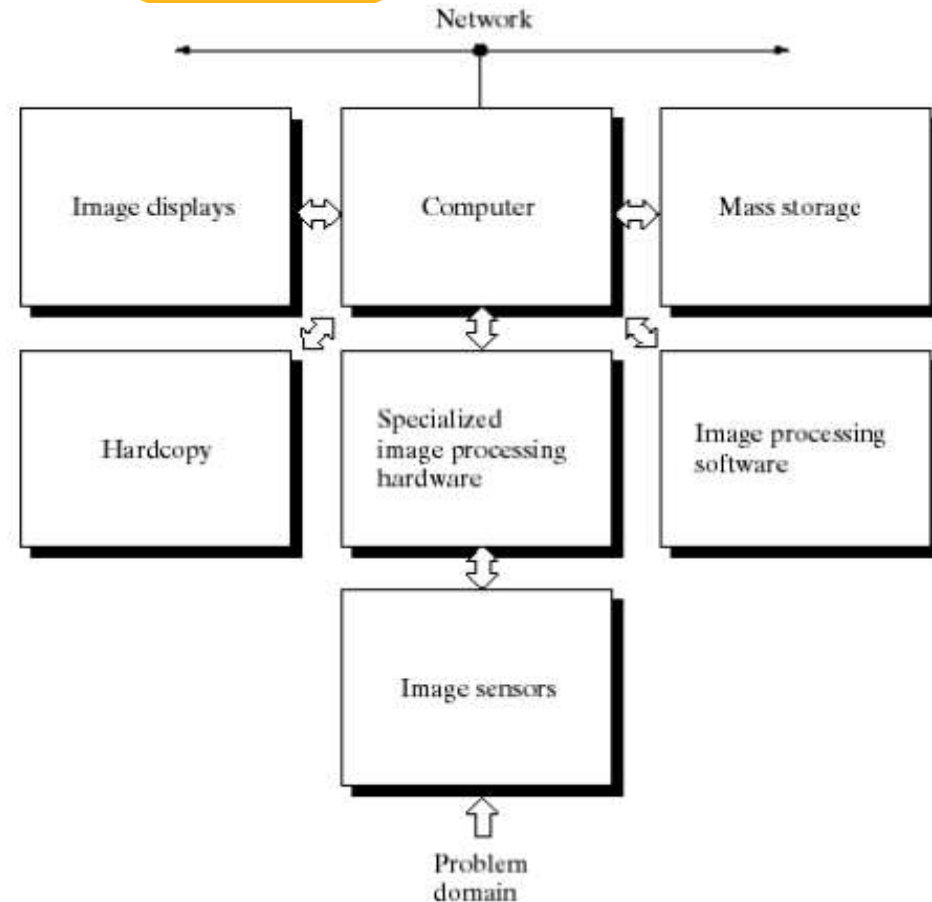 Network
Image displays
Computer
Mass storage
Hardcopy
Specialized
image processing
hardware
Image processing
software
Image sensors
Problem
domain